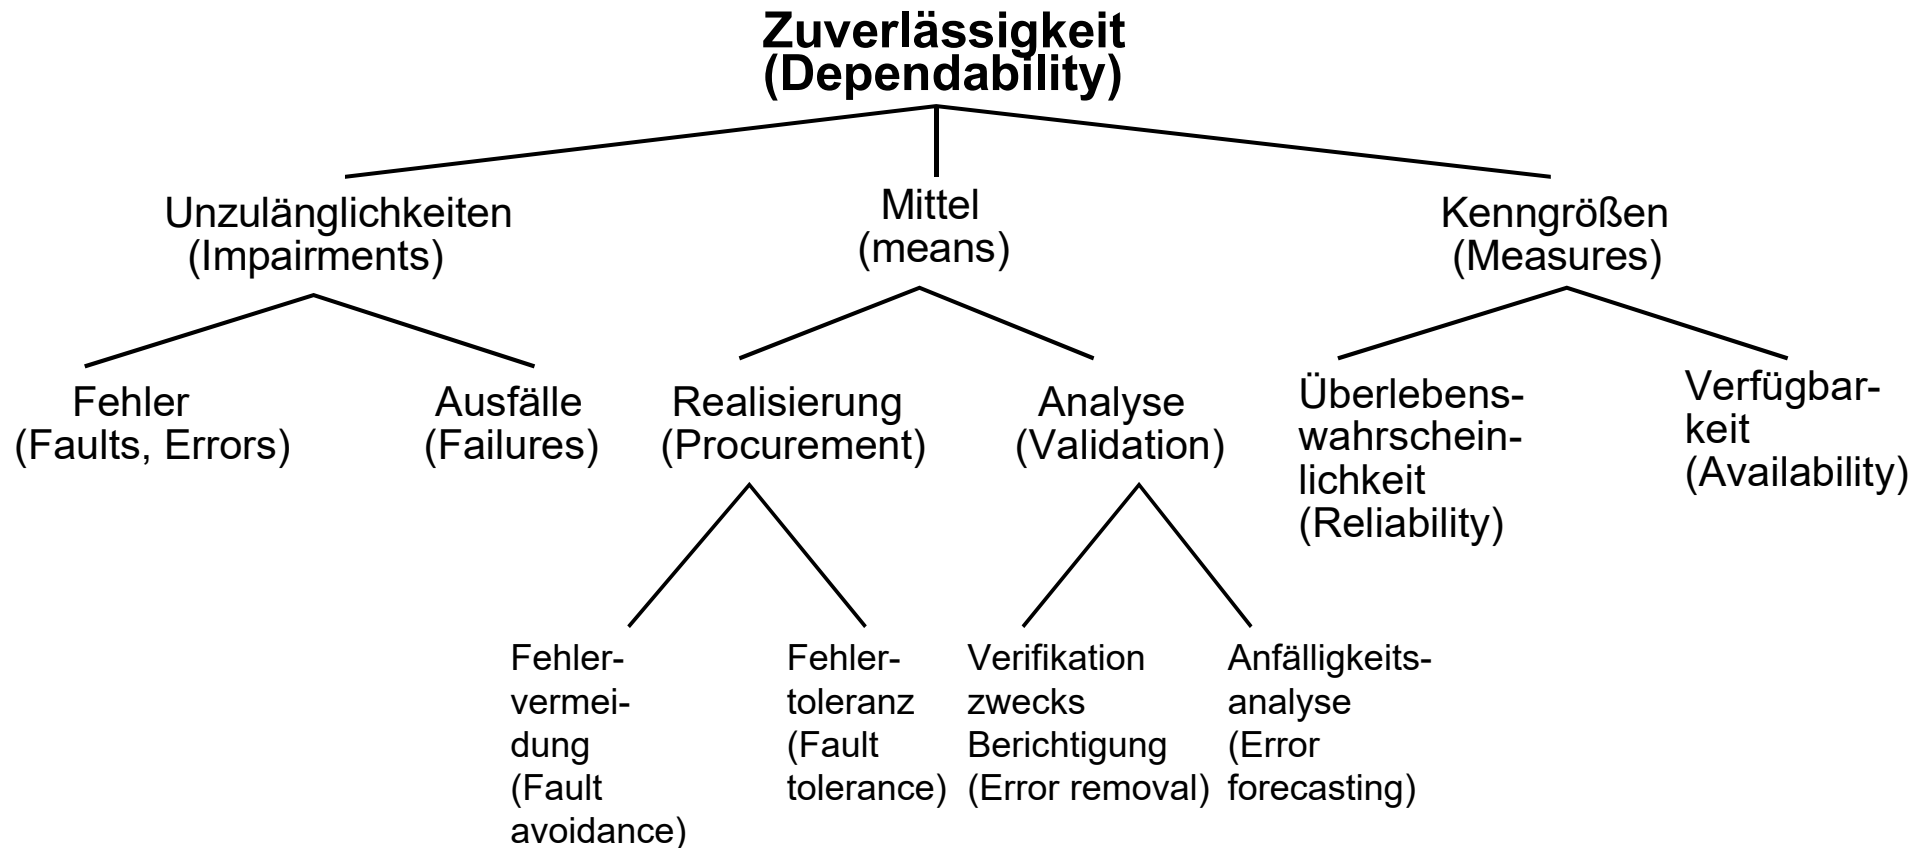 Zuverlässigkeit
(Dependability)
Unzulänglichkeiten
(Impairments)
Mittel
(means)
Kenngrößen
(Measures)
Fehler
(Faults, Errors)
Ausfälle
(Failures)
Realisierung
(Procurement)
Analyse
(Validation)
Überlebens-
wahrschein-
lichkeit
(Reliability)
Verfügbar-
keit
(Availability)
Fehler-
vermei-
dung
(Fault
avoidance)
Fehler-
toleranz
(Fault
tolerance)
Verifikation
zwecks
Berichtigung
(Error removal)
Anfälligkeits-
analyse
(Error
forecasting)